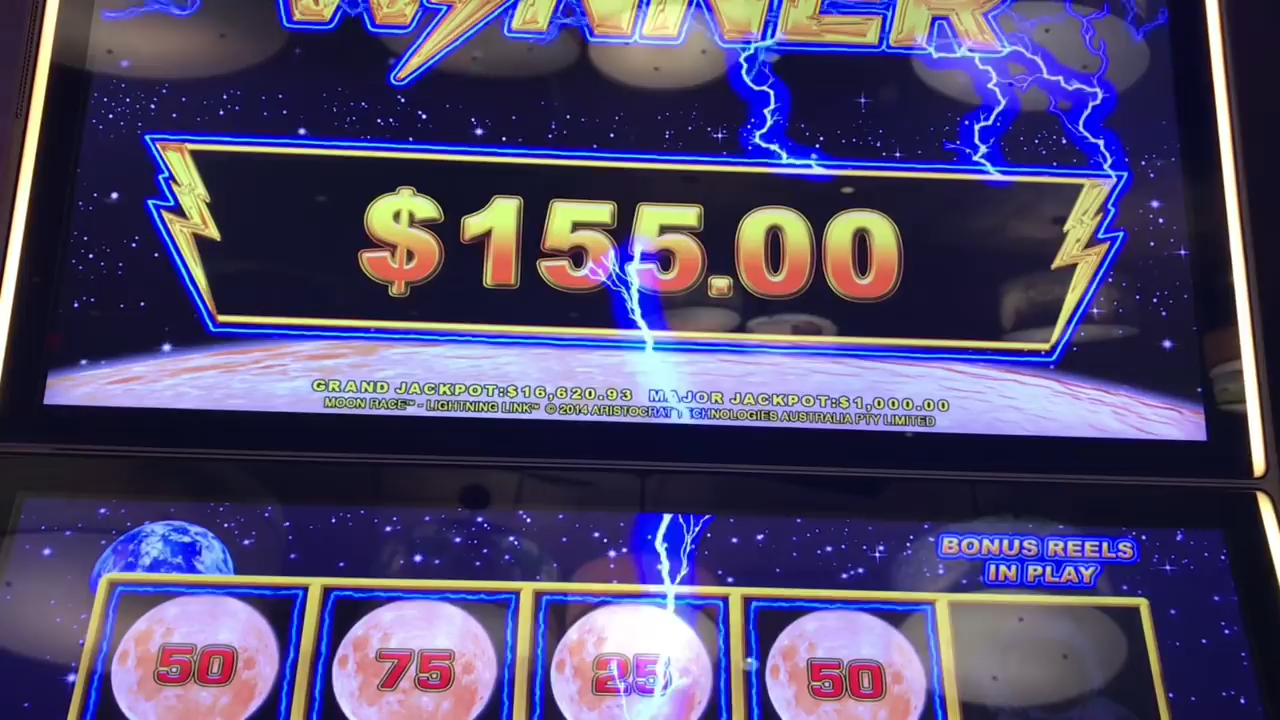 WINNER
$155.00
GRAND JACKPOT:$16,620.93 MAJOR JACKPOT:$1,000.00
MOON RACE™ - LIGHTNING LINK™ © 2014 ARISTOCRAT TECHNOLOGIES AUSTRALIA PTY LIMITED
BONUS REELS
IN PLAY
50 75 25 50